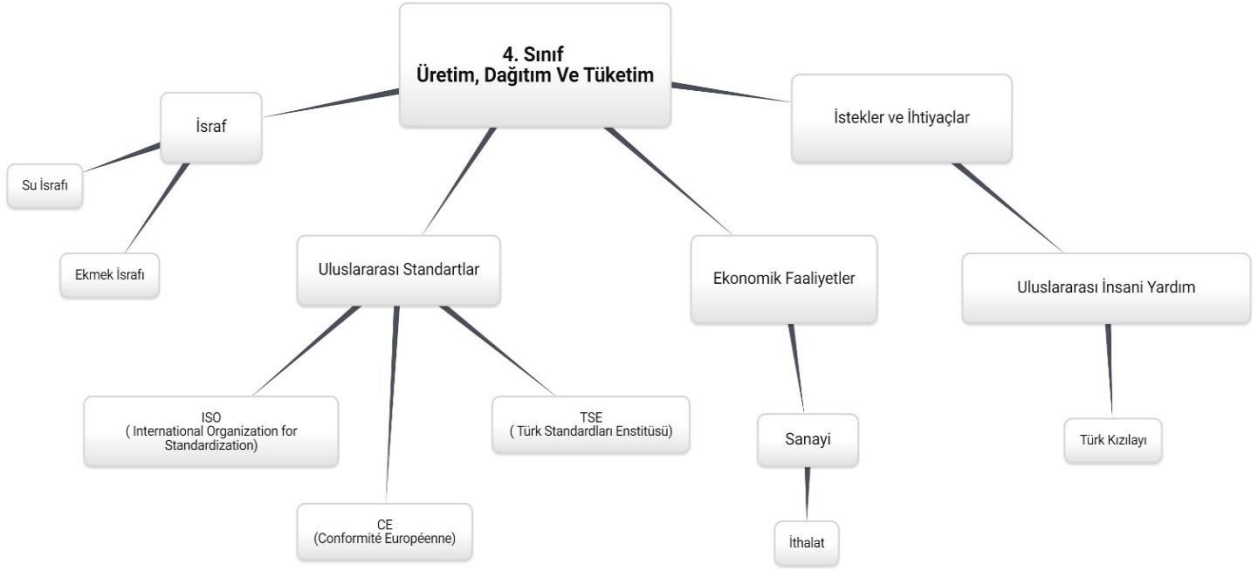 4. Sınıf
Üretim, Dağıtım Ve Tüketim
İsraf
İstekler ve İhtiyaçlar
Su İsrafı
Ekmek İsrafı
Uluslararası Standartlar
Ekonomik Faaliyetler
Uluslararası İnsani Yardım
ISO
( International Organization for
Standardization)
TSE
( Türk Standardları Enstitüsü)
Sanayi
Türk Kızılayı
CE
(Conformité Européenne)
İthalat